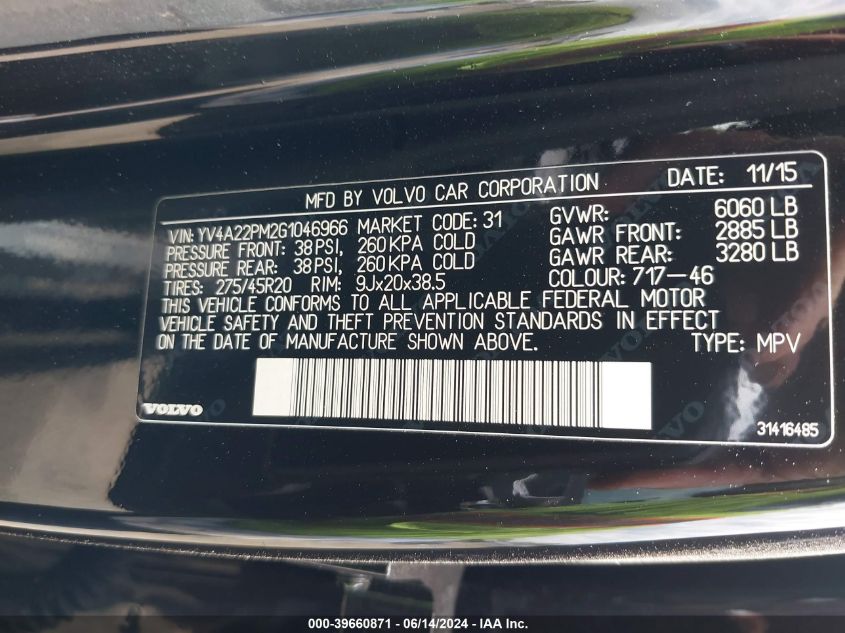 MFD BY VOLVO CAR CORPORATION DATE: 11/15
VIN: YV4A22PM2G1046966 MARKET CODE: 31 GVWR: 6060 LB
PRESSURE FRONT: 38 PSI, 260 KPA COLD GAWR FRONT: 2885 LB
PRESSURE REAR: 38 PSI, 260 KPA COLD GAWR REAR: 3280 LB
TIRES: 275/45R20 RIM: 9Jx20x38.5 COLOUR: 717-46
THIS VEHICLE CONFORMS TO ALL APPLICABLE FEDERAL MOTOR
VEHICLE SAFETY AND THEFT PREVENTION STANDARDS IN EFFECT
ON THE DATE OF MANUFACTURE SHOWN ABOVE. TYPE: MPV
VOLVO
31416485
000-39660871 - 06/14/2024 - IAA Inc.